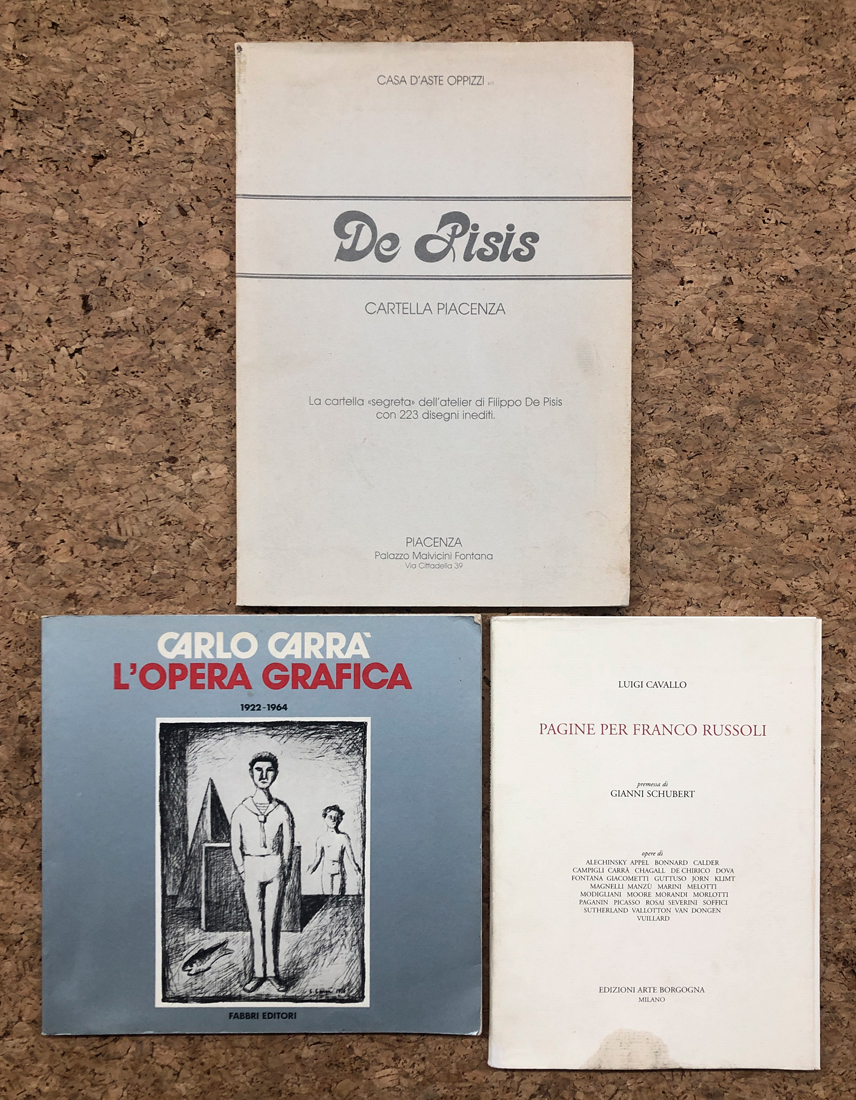 CASA D'ASTE OPPIZZI
De Pisis
CARTELLA PIACENZA
La cartella «segreta» dell'atelier di Filippo De Pisis
con 223 disegni inediti.
PIACENZA
Palazzo Malvicini Fontana
Via Cittadella 39
CARLO CARRA`
L'OPERA GRAFICA
1922-1964
FABBRI EDITORI
LUIGI CAVALLO
PAGINE PER FRANCO RUSSOLI
premessa di
GIANNI SCHUBERT
opere di
ALECHINSKY APPEL BONNARD CALDER
CAMPIGLI CARRÀ CHAGALL DE CHIRICO DOVA
FONTANA GIACOMETTI GUTTUSO JORN KLIMT
MAGNELLI MANZÙ MARINI MELOTTI
MODIGLIANI MOORE MORANDI MORLOTTI
PAGANIN PICASSO ROSAI SEVERINI SOFFICI
SUTHERLAND VALLOTTON VAN DONGEN
VUILLARD
EDIZIONI ARTE BORGOGNA
MILANO